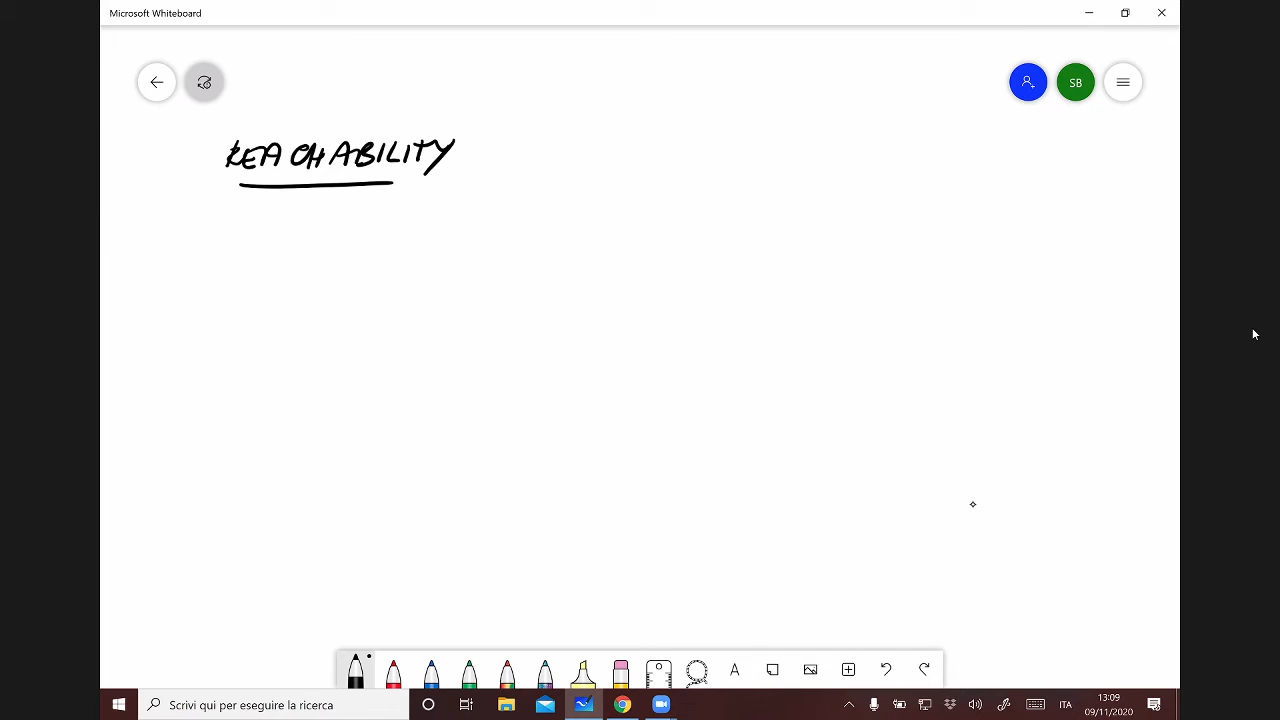 Microsoft Whiteboard
SB
REACHABILITY
A
Scrivi qui per eseguire la ricerca
ITA
13:09
09/11/2020